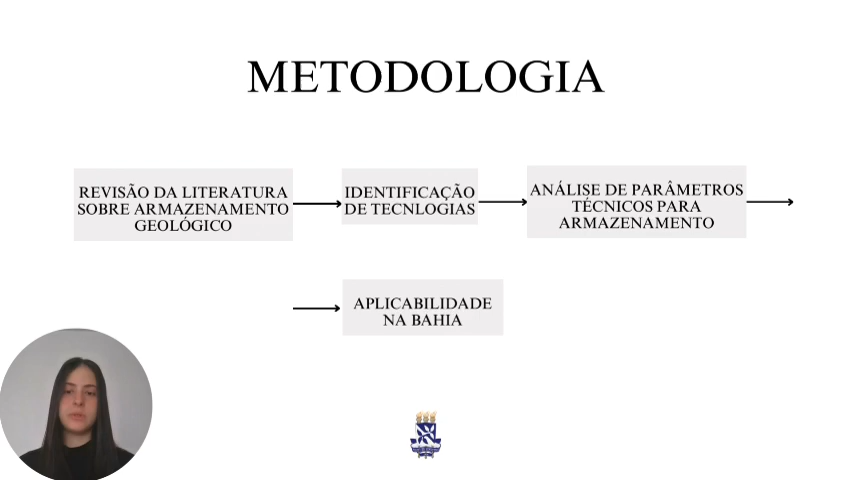 METODOLOGIA
REVISÃO DA LITERATURA
SOBRE ARMAZENAMENTO
GEOLÓGICO
IDENTIFICAÇÃO
DE TECNLOGIAS
ANÁLISE DE PARÂMETROS
TÉCNICOS PARA
ARMAZENAMENTO
APLICABILIDADE
NA BAHIA